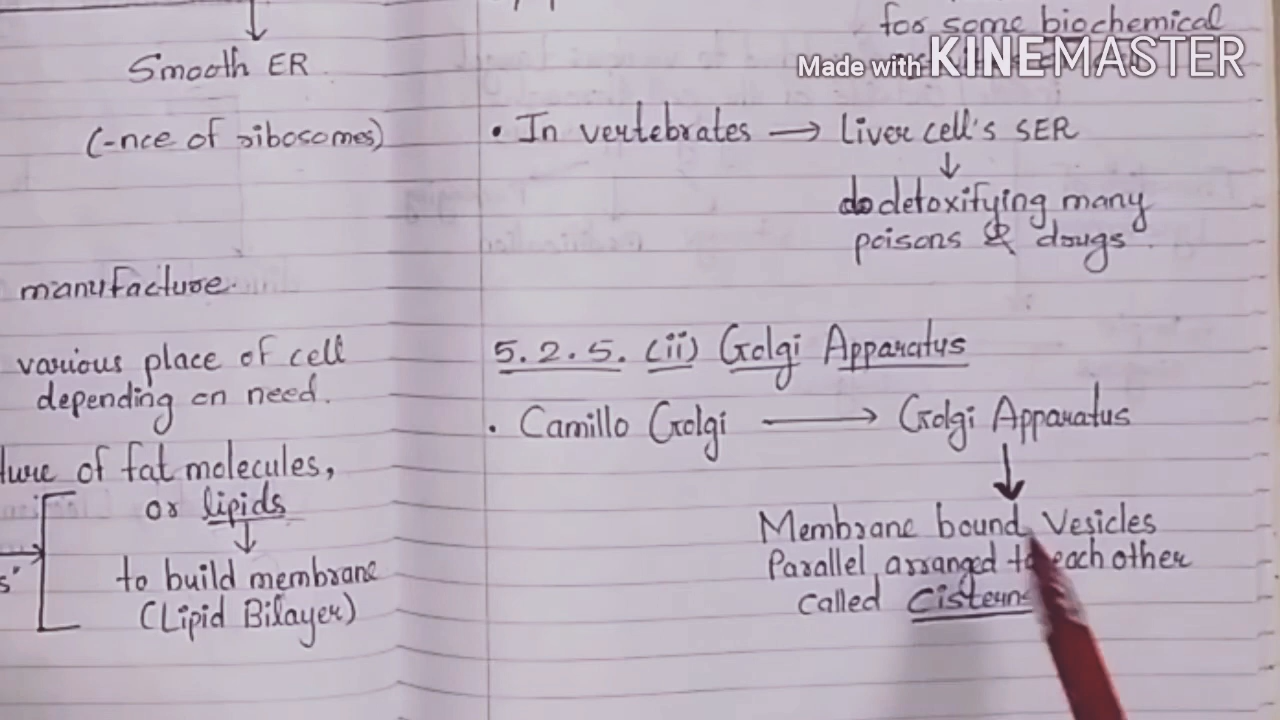 Smooth ER
(-nce of ribosomes)
manufacture.
various place of cell
depending on need.
ture of fat molecules,
or lipids
to build membrane
(Lipid Bilayer)
for some biochemical
Made with KINEMASTER
• In vertebrates → Liver cell's SER
do detoxifying many
poisons & drugs.
5.2.5. (ii) Golgi Apparatus
• Camillo Golgi → Golgi Apparatus
Membrane bound Vesicles
Parallel arranged to each other
called Cisterns